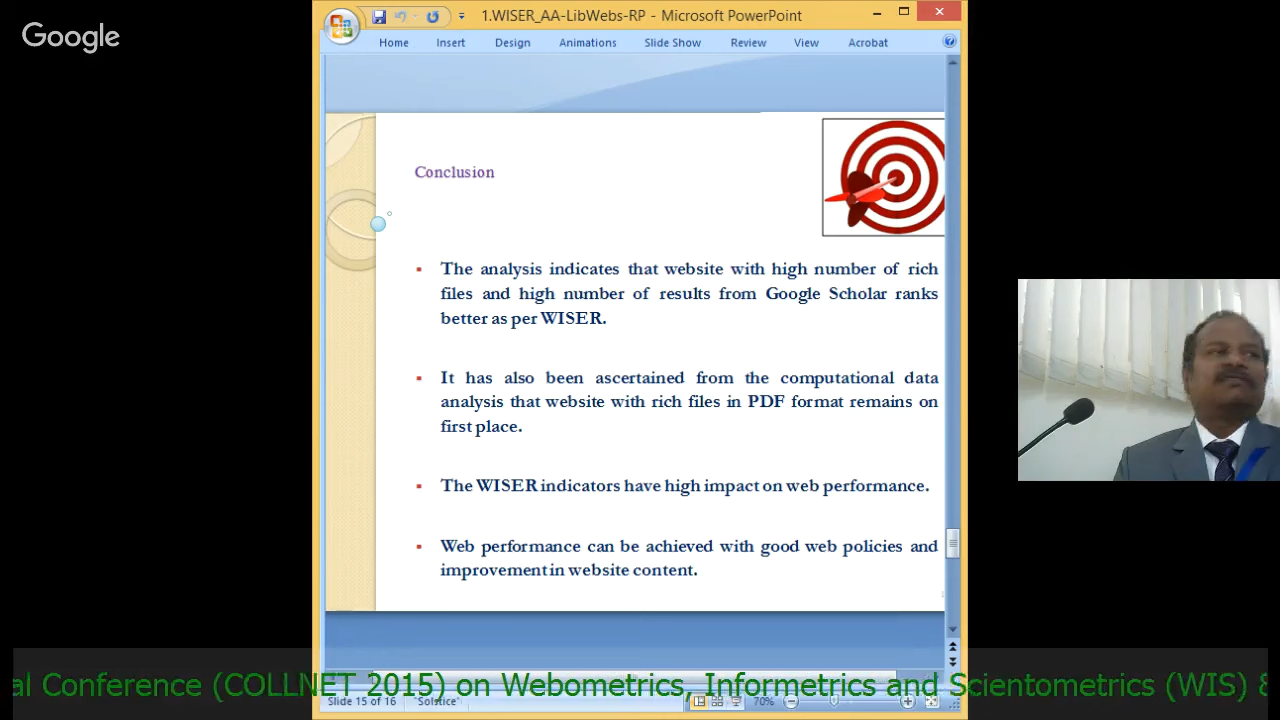 Google
1.WISER_AA-LibWebs-RP - Microsoft PowerPoint
Home Insert Design Animations Slide Show Review View Acrobat
Conclusion
The analysis indicates that website with high number of rich
files and high number of results from Google Scholar ranks
better as per WISER.
It has also been ascertained from the computational data
analysis that website with rich files in PDF format remains on
first place.
The WISER indicators have high impact on web performance.
Web performance can be achieved with good web policies and
improvement in website content.
al Conference (COLLNET 2015) on Webometrics, Informetrics and Scientometrics (WIS) &
Slide 15 of 16 "Solstice" 70%